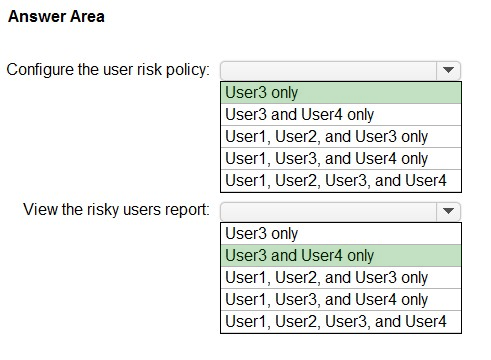 Answer Area
Configure the user risk policy:
User3 only
User3 and User4 only
User1, User2, and User3 only
User1, User3, and User4 only
User1, User2, User3, and User4
View the risky users report:
User3 only
User3 and User4 only
User1, User2, and User3 only
User1, User3, and User4 only
User1, User2, User3, and User4